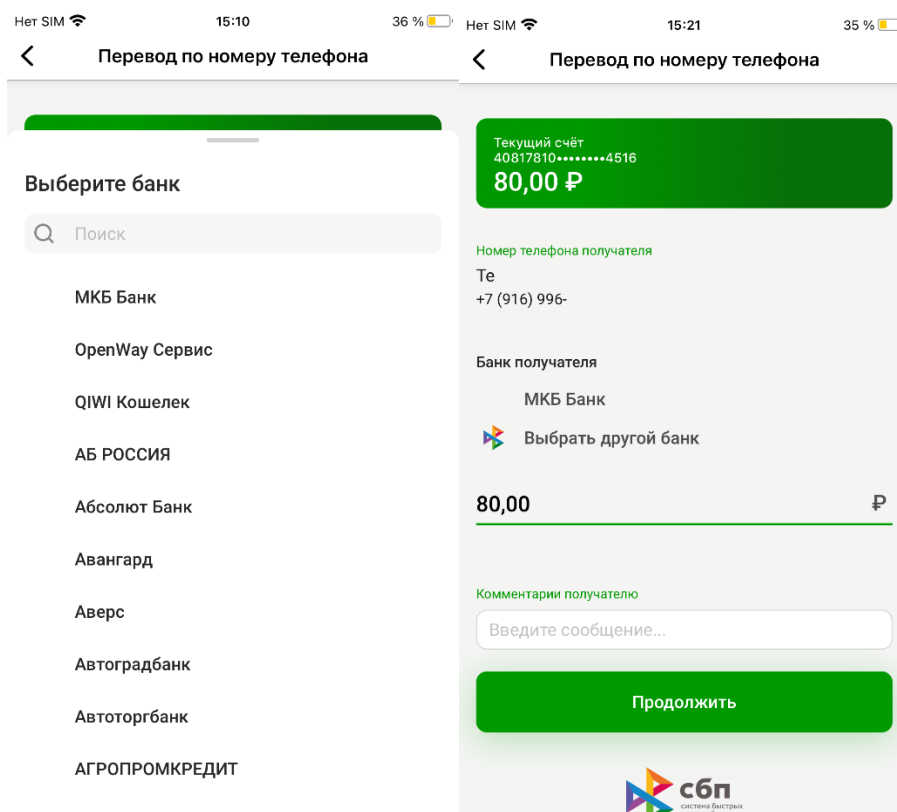 Нет SIM 15:10 36 %
Перевод по номеру телефона
Выберите банк
Поиск
МКБ Банк
OpenWay Сервис
QIWI Кошелек
АБ РОССИЯ
Абсолют Банк
Авангард
Аверс
Автоградбанк
Автоторгбанк
АГРОПРОМКРЕДИТ
Нет SIM 15:21 35 %
Перевод по номеру телефона
Текущий счёт
40817810••••••••4516
80,00 ₽
Номер телефона получателя
Те
+7 (916) 996-
Банк получателя
МКБ Банк
Выбрать другой банк
80,00 ₽
Комментарии получателю
Введите сообщение...
Продолжить
сбп
система быстрых